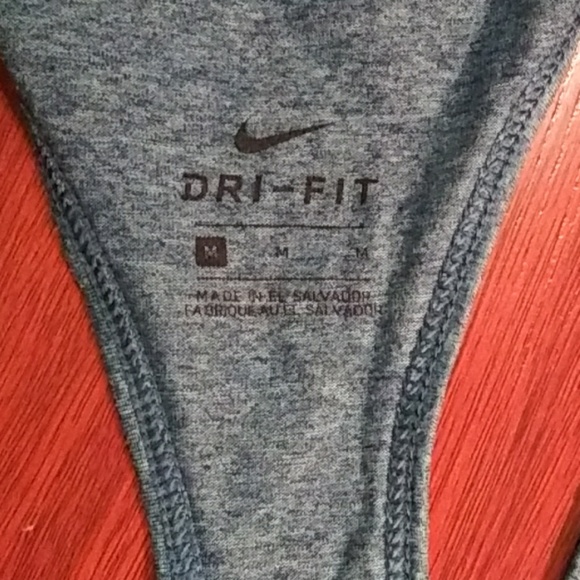 DRI-FIT
M M M
MADE IN EL SALVADOR
FABRIQUE AU EL SALVADOR